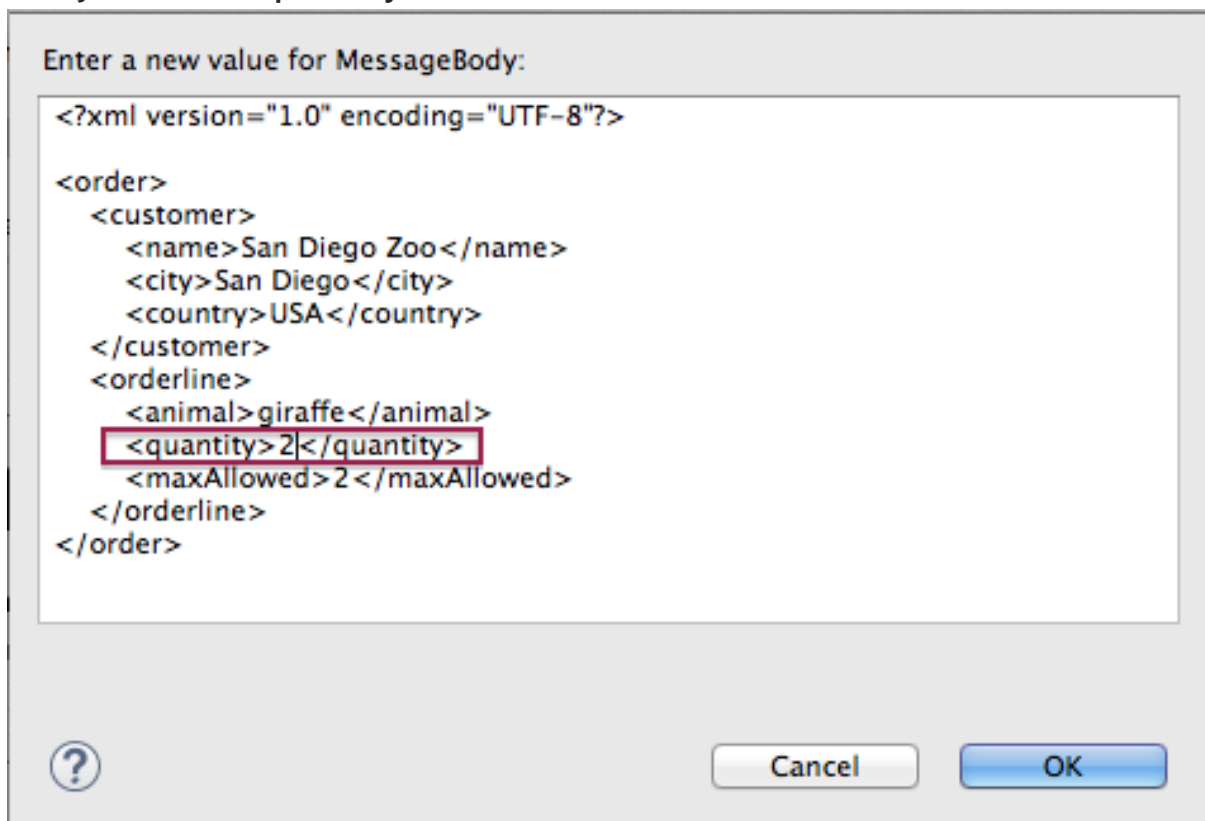 Enter a new value for MessageBody:
<?xml version="1.0" encoding="UTF-8"?>
<order>
<customer>
<name>San Diego Zoo</name>
<city>San Diego</city>
<country>USA</country>
</customer>
<orderline>
<animal>giraffe</animal>
<quantity>2</quantity>
<maxAllowed>2</maxAllowed>
</orderline>
</order>
?
Cancel OK